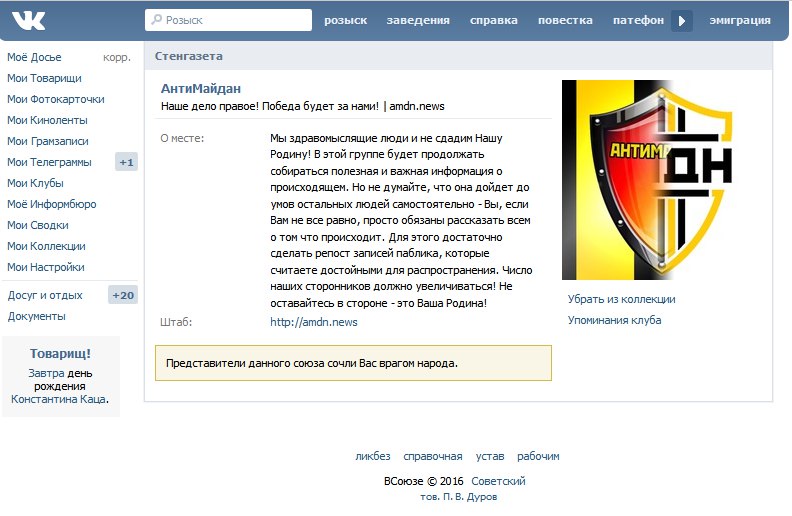 Розыск розыск заведения справка повестка патефон эмиграция
Моё Досье корр.
Мои Товарищи
Мои Фотокарточки
Мои Киноленты
Мои Грамзаписи
Мои Телеграммы +1
Мои Клубы
Моё Информбюро
Мои Сводки
Мои Коллекции
Мои Настройки
Досуг и отдых +20
Документы
Товарищ!
Завтра день
рождения
Константина Каца.
Стенгазета
АнтиМайдан
Наше дело правое! Победа будет за нами! | amdn.news
О месте: Мы здравомыслящие люди и не сдадим Нашу
Родину! В этой группе будет продолжать
собираться полезная и важная информация о
происходящем. Но не думайте, что она дойдет до
умов остальных людей самостоятельно - Вы, если
Вам не все равно, просто обязаны рассказать всем
о том что происходит. Для этого достаточно
сделать репост записей паблика, которые
считаете достойными для распространения. Число
наших сторонников должно увеличиваться! Не
оставайтесь в стороне - это Ваша Родина!
Штаб: http://amdn.news
Представители данного союза сочли Вас врагом народа.
АНТИМАДН
Убрать из коллекции
Упоминания клуба
ликбез справочная устав рабочим
ВСоюзе © 2016 Советский
тов. П. В. Дуров